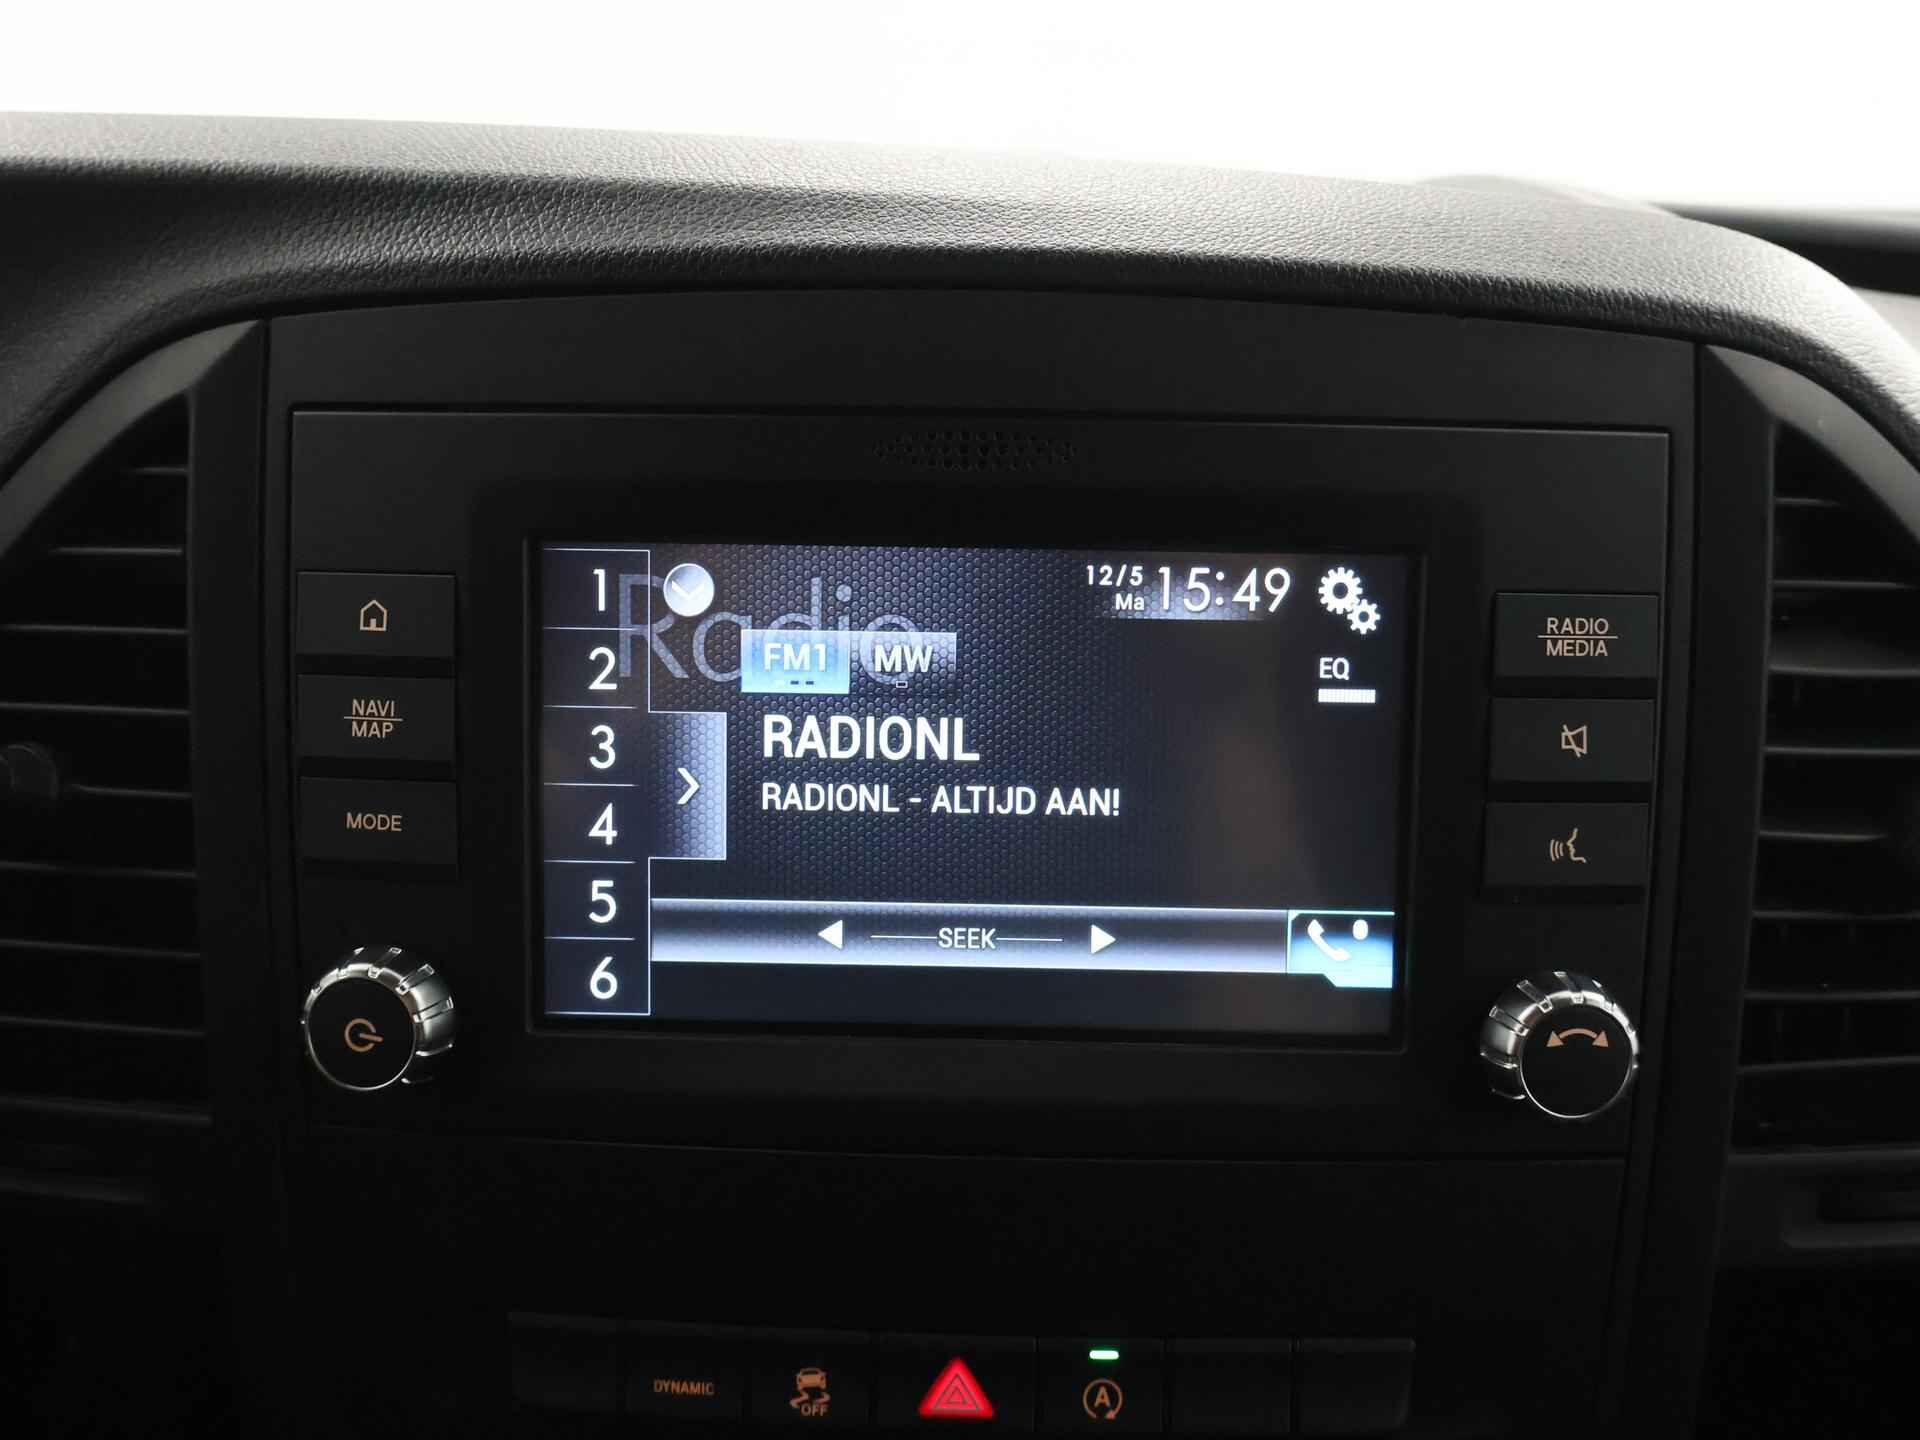 1
2
3
4
5
6
Radio
12/5
Ma
15:49
FM1 MW
EQ
RADIONL
RADIONL - ALTIJD AAN!
SEEK
NAVI
MAP
MODE
RADIO
MEDIA
DYNAMIC
OFF
A